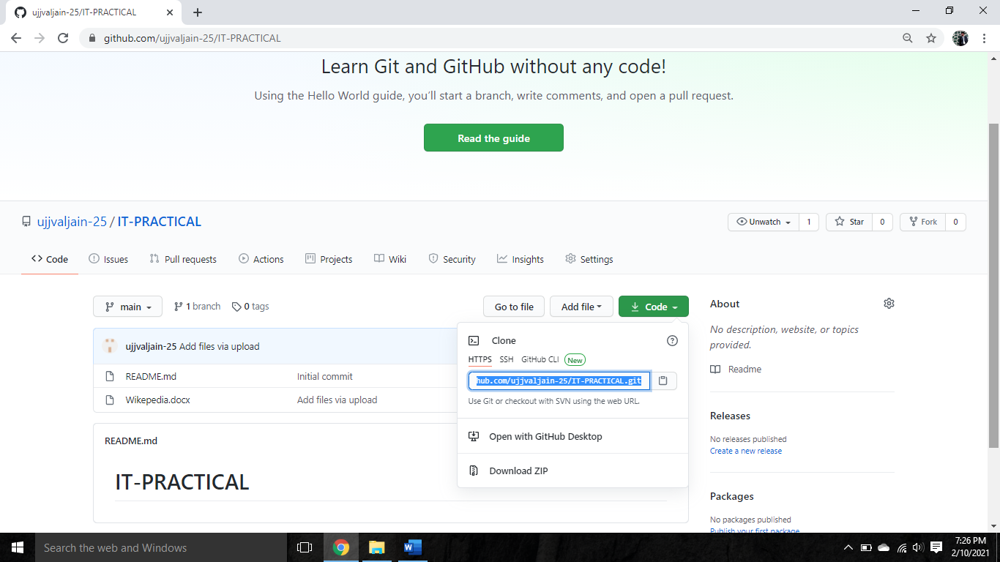 ujjvaljain-25/IT-PRACTICAL
github.com/ujjvaljain-25/IT-PRACTICAL
Learn Git and GitHub without any code!
Using the Hello World guide, you’ll start a branch, write comments, and open a pull request.
Read the guide
ujjvaljain-25 / IT-PRACTICAL
Unwatch 1 Star 0 Fork 0
Code Issues Pull requests Actions Projects Wiki Security Insights Settings
main 1 branch 0 tags Go to file Add file Code
ujjvaljain-25 Add files via upload
README.md Initial commit
Wikepedia.docx Add files via upload
README.md
IT-PRACTICAL
Clone
HTTPS SSH GitHub CLI New
hub.com/ujjvaljain-25/IT-PRACTICAL.git
Use Git or checkout with SVN using the web URL.
Open with GitHub Desktop
Download ZIP
About
No description, website, or topics
provided.
Readme
Releases
No releases published
Create a new release
Packages
No packages published
Publish your first package
Search the web and Windows
7:26 PM
2/10/2021